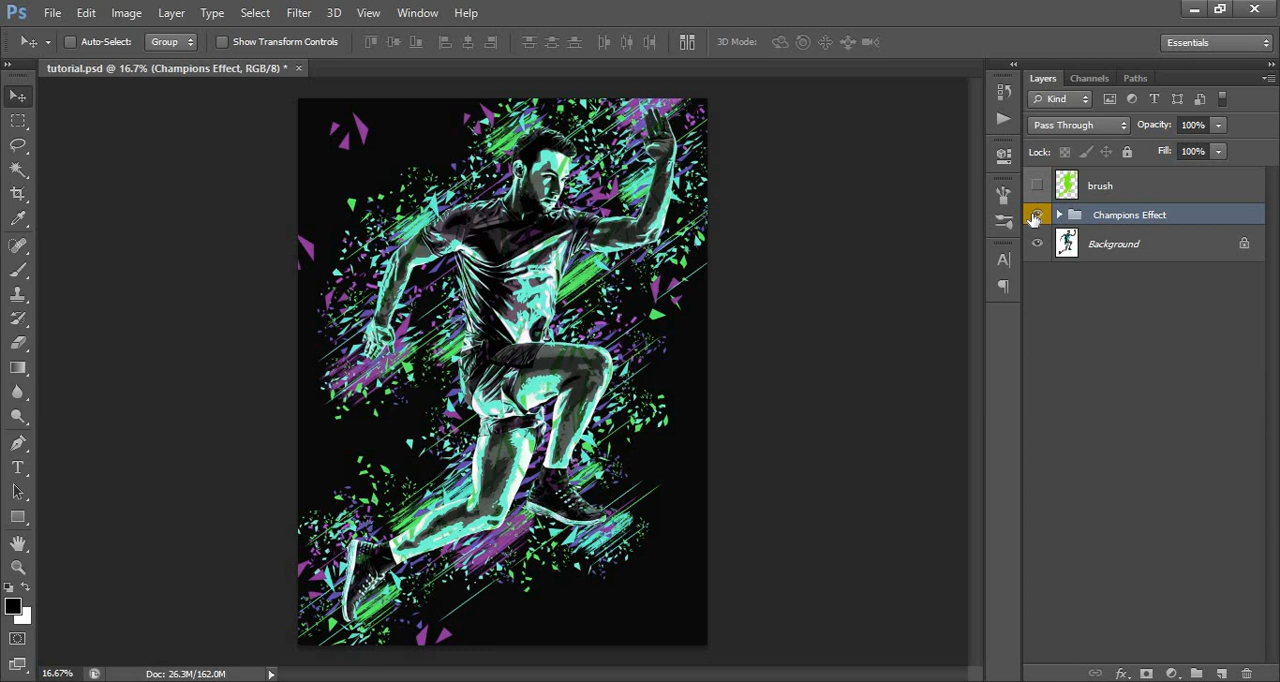 Ps File Edit Image Layer Type Select Filter 3D View Window Help
Auto-Select: Group Show Transform Controls 3D Mode: Essentials
tutorial.psd @ 16.7% (Champions Effect, RGB/8) * ×
Layers Channels Paths
Kind
Pass Through Opacity: 100%
Lock: Fill: 100%
brush
Champions Effect
Background
16.67% Doc: 26.3M/162.0M